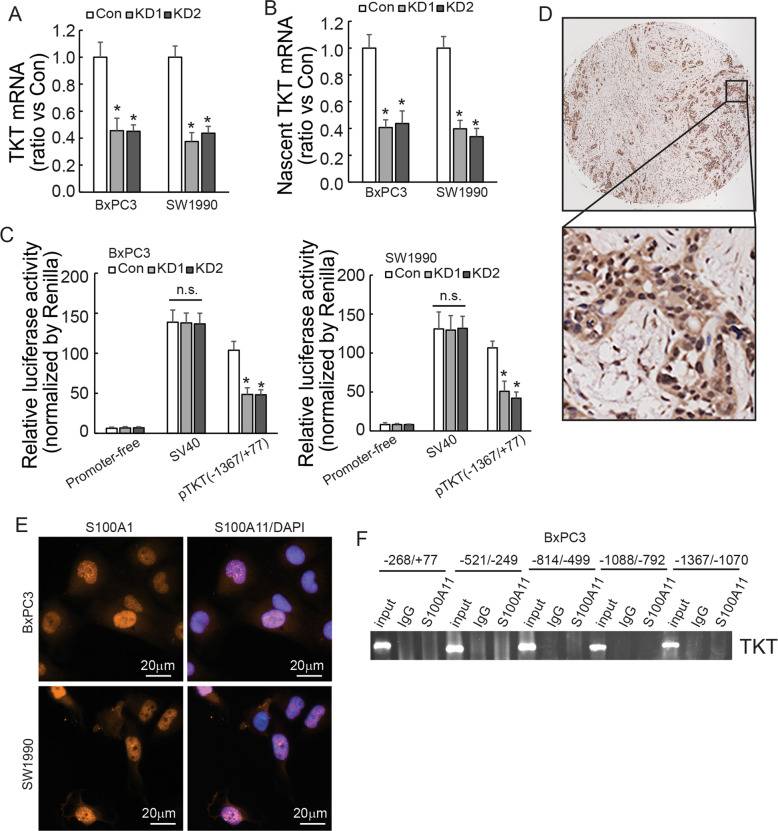 A
Con KD1 KD2
TKT mRNA
(ratio vs Con)
1.2
1.0
0.8
0.6
0.4
0.2
0.0
* * * *
BxPC3 SW1990
B
Con KD1 KD2
Nascent TKT mRNA
(ratio vs Con)
1.2
1.0
0.8
0.6
0.4
0.2
0.0
* * * *
BxPC3 SW1990
C
BxPC3
Con KD1 KD2
Relative luciferase activity
(normalized by Renilla)
200
150
100
50
0
n.s.
* *
Promoter-free SV40 pTKT(-1367/+77)
SW1990
Con KD1 KD2
Relative luciferase activity
(normalized by Renilla)
200
150
100
50
0
n.s.
* *
Promoter-free SV40 pTKT(-1367/+77)
D
E
S100A1 S100A11/DAPI
BxPC3
20μm 20μm
SW1990
20μm 20μm
F
BxPC3
-268/+77 -521/-249 -814/-499 -1088/-792 -1367/-1070
input IgG S100A11 input IgG S100A11 input IgG S100A11 input IgG S100A11 input IgG S100A11
TKT